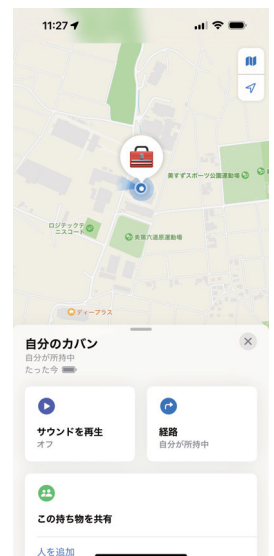 11:27
美すずスポーツ公園運動場
ロジテックテ
ニスコート
美篶六道原運動場
ディープラス
自分のカバン
自分が所持中
たった今
サウンドを再生
オフ
経路
自分が所持中
この持ち物を共有
人を追加